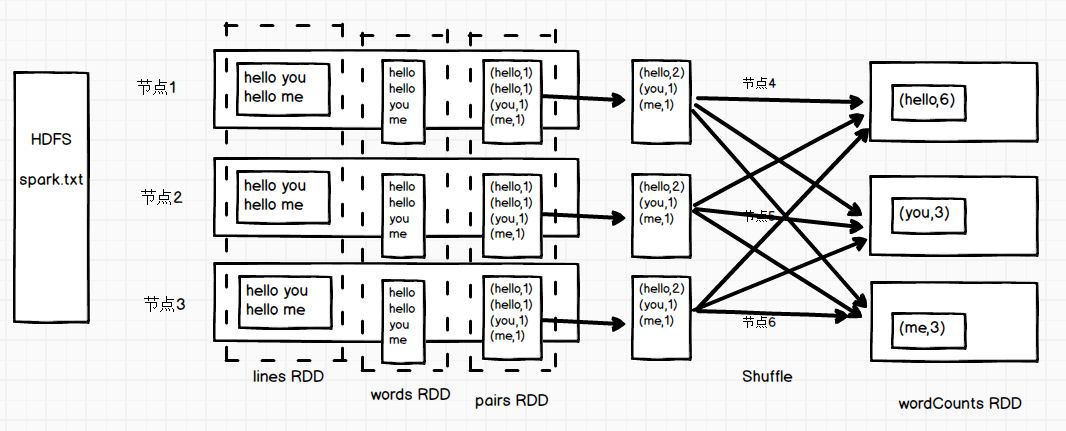 HDFS
spark.txt
节点1
hello you
hello me
hello
hello
you
me
(hello,1)
(hello,1)
(you,1)
(me,1)
(hello,2)
(you,1)
(me,1)
节点4
(hello,6)
节点2
hello you
hello me
hello
hello
you
me
(hello,1)
(hello,1)
(you,1)
(me,1)
(hello,2)
(you,1)
(me,1)
节点5
(you,3)
节点3
hello you
hello me
hello
hello
you
me
(hello,1)
(hello,1)
(you,1)
(me,1)
(hello,2)
(you,1)
(me,1)
节点6
(me,3)
lines RDD
words RDD
pairs RDD
Shuffle
wordCounts RDD